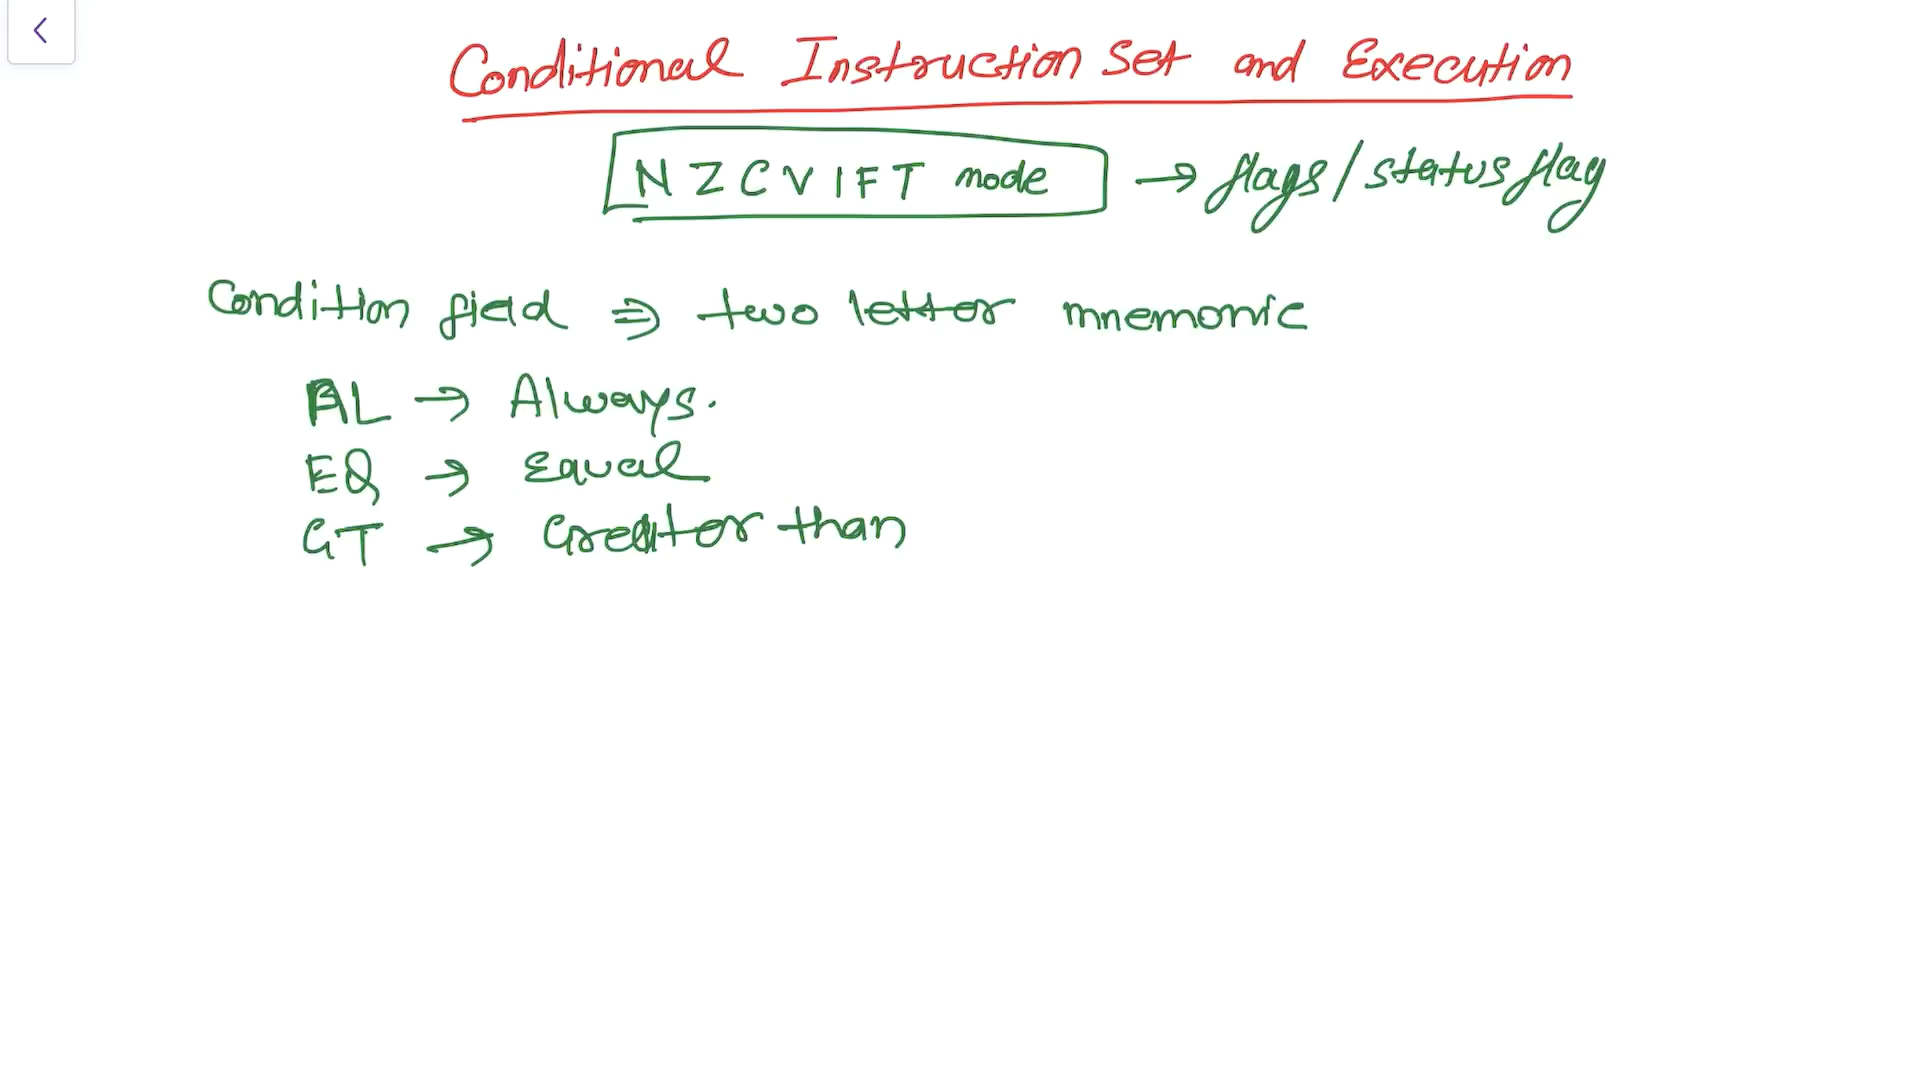 Conditional Instruction Set and Execution
N Z C V I F T mode → flags / status flag
Condition field ⇒ two letter mnemonic
AL → Always.
EQ → Equal
GT → Greater than